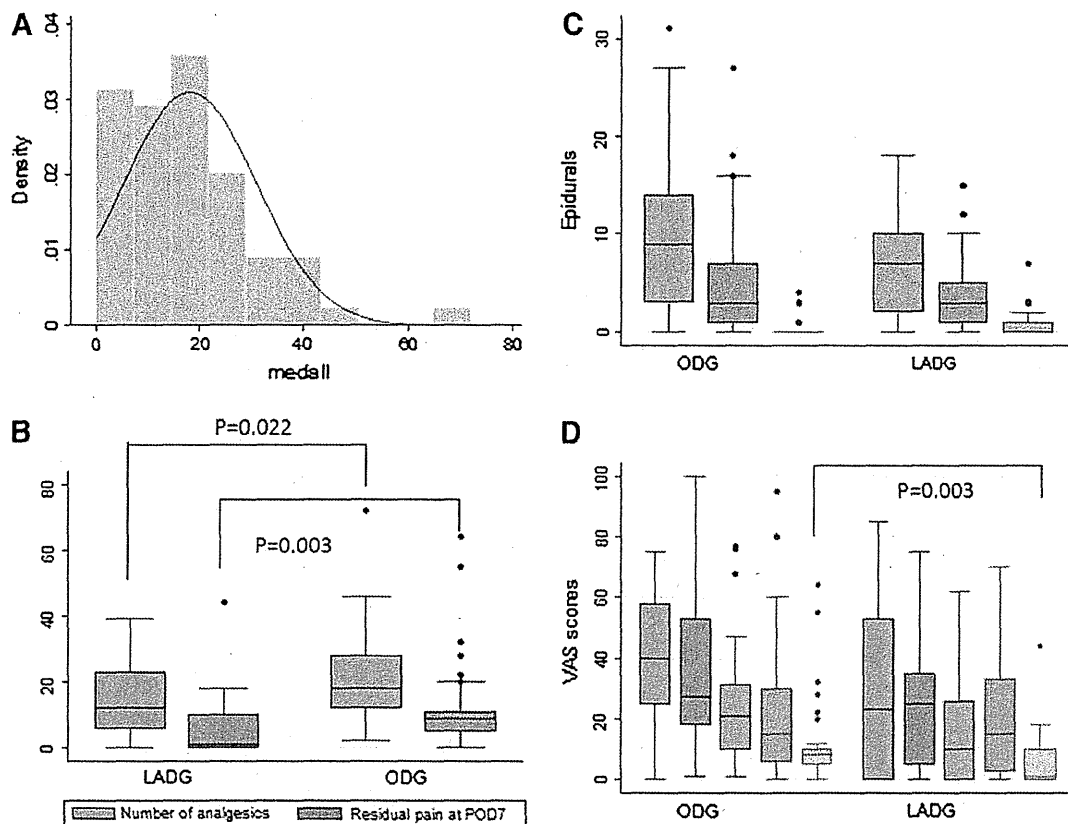 A
.04
.03
.02
.01
0
Density
0 20 40 60 80
medall
B
P=0.022
P=0.003
80
60
40
20
0
LADG ODG
Number of analgesics Residual pain at POD7
C
30
20
10
0
Epidurals
ODG LADG
D
P=0.003
100
80
60
40
20
0
VAS scores
ODG LADG